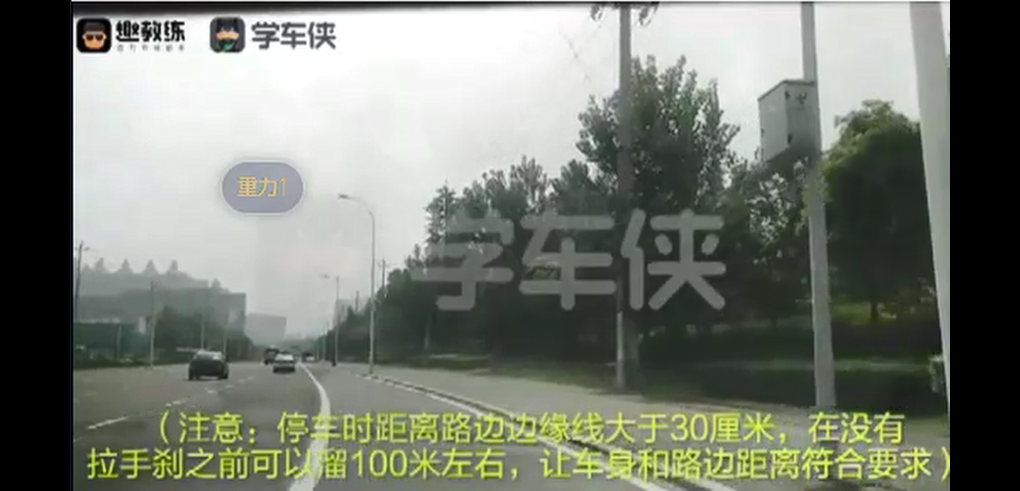 趣教练
学车侠
重力1
学车侠
（注意：停车时距离路边边缘线大于30厘米，在没有
拉手刹之前可以溜100米左右，让车身和路边距离符合要求）